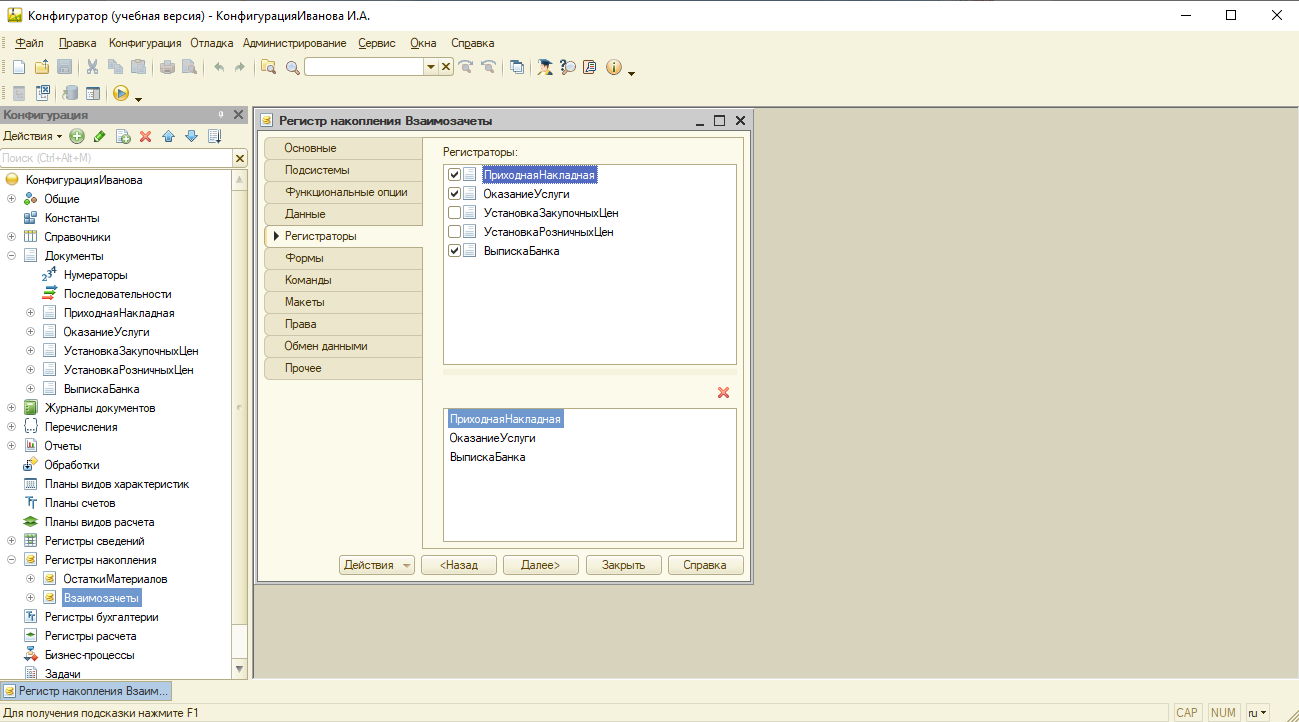 Конфигуратор (учебная версия) - КонфигурацияИванова И.А.
Файл Правка Конфигурация Отладка Администрирование Сервис Окна Справка
Конфигурация
Действия
Поиск (Ctrl+Alt+M)
КонфигурацияИванова
Общие
Константы
Справочники
Документы
Нумераторы
Последовательности
ПриходнаяНакладная
ОказаниеУслуги
УстановкаЗакупочныхЦен
УстановкаРозничныхЦен
ВыпискаБанка
Журналы документов
Перечисления
Отчеты
Обработки
Планы видов характеристик
Планы счетов
Планы видов расчета
Регистры сведений
Регистры накопления
ОстаткиМатериалов
Взаимозачеты
Регистры бухгалтерии
Регистры расчета
Бизнес-процессы
Задачи
Регистр накопления Взаимозачеты
Основные
Подсистемы
Функциональные опции
Данные
Регистраторы
Формы
Команды
Макеты
Права
Обмен данными
Прочее
Регистраторы:
ПриходнаяНакладная
ОказаниеУслуги
УстановкаЗакупочныхЦен
УстановкаРозничныхЦен
ВыпискаБанка
ПриходнаяНакладная
ОказаниеУслуги
ВыпискаБанка
Действия <Назад Далее> Закрыть Справка
Регистр накопления Взаим...
Для получения подсказки нажмите F1
CAP NUM ru